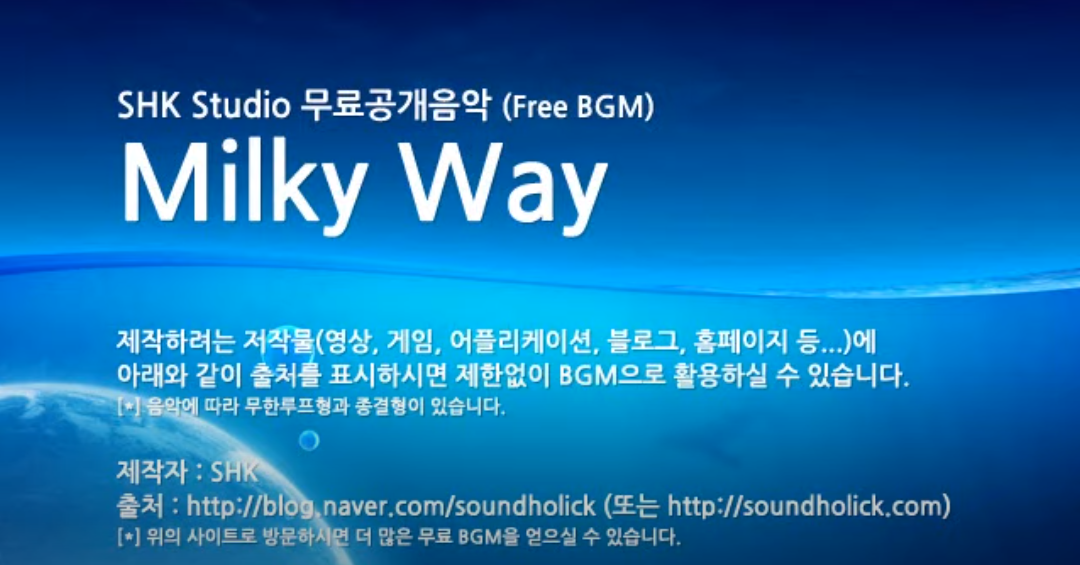 SHK Studio 무료공개음악 (Free BGM)
Milky Way
제작하려는 저작물(영상, 게임, 어플리케이션, 블로그, 홈페이지 등...)에
아래와 같이 출처를 표시하시면 제한없이 BGM으로 활용하실 수 있습니다.
[*] 음악에 따라 무한루프형과 종결형이 있습니다.
제작자 : SHK
출처 : http://blog.naver.com/soundholick (또는 http://soundholick.com)
[*] 위의 사이트로 방문하시면 더 많은 무료 BGM을 얻으실 수 있습니다.